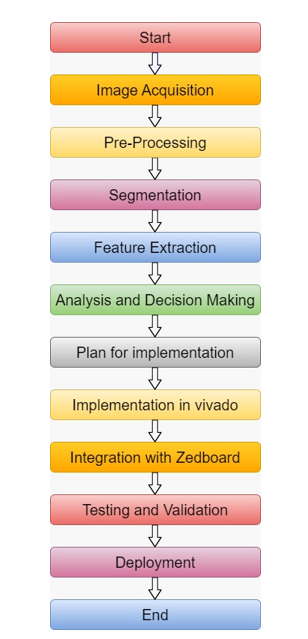 Start
Image Acquisition
Pre-Processing
Segmentation
Feature Extraction
Analysis and Decision Making
Plan for implementation
Implementation in vivado
Integration with Zedboard
Testing and Validation
Deployment
End